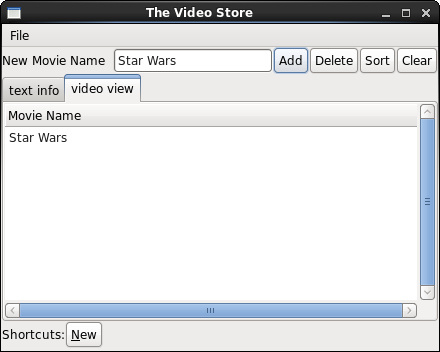 The Video Store
File
New Movie Name Star Wars Add Delete Sort Clear
text info video view
Movie Name
Star Wars
Shortcuts: New